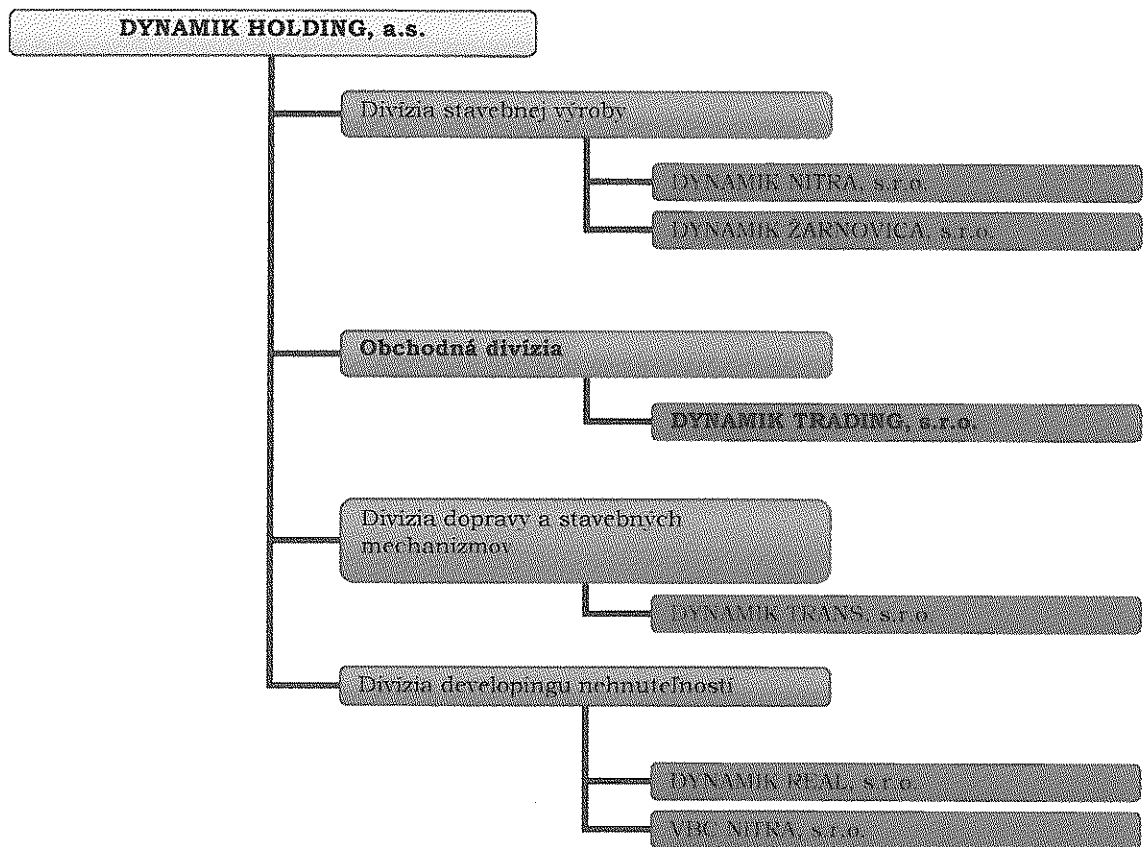 DYNAMIK HOLDING, a.s.
Divízia stavebnej výroby
DYNAMIK NITRA, s.r.o.
DYNAMIK ŽARNOVICA, s.r.o.
Obchodná divízia
DYNAMIK TRADING, s.r.o.
Divízia dopravy a stavebných
mechanizmov
DYNAMIK TRANS, s.r.o
Divízia developingu nehnuteľností
DYNAMIK REAL, s.r.o.
VBC NITRA, s.r.o.